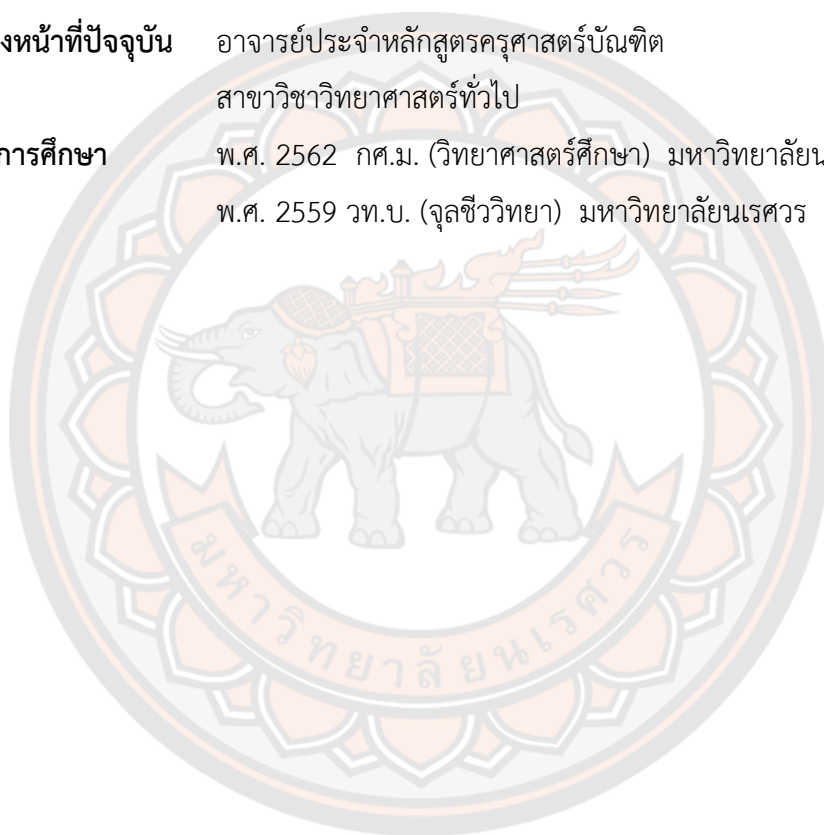 งหน้าที่ปัจจุบัน อาจารย์ประจำหลักสูตรครุศาสตร์บัณฑิต
สาขาวิชาวิทยาศาสตร์ทั่วไป
การศึกษา พ.ศ. 2562 กศ.ม. (วิทยาศาสตร์ศึกษา) มหาวิทยาลัยน
พ.ศ. 2559 วท.บ. (จุลชีววิทยา) มหาวิทยาลัยนเรศวร
มหาวิทยาลัยนเรศวร